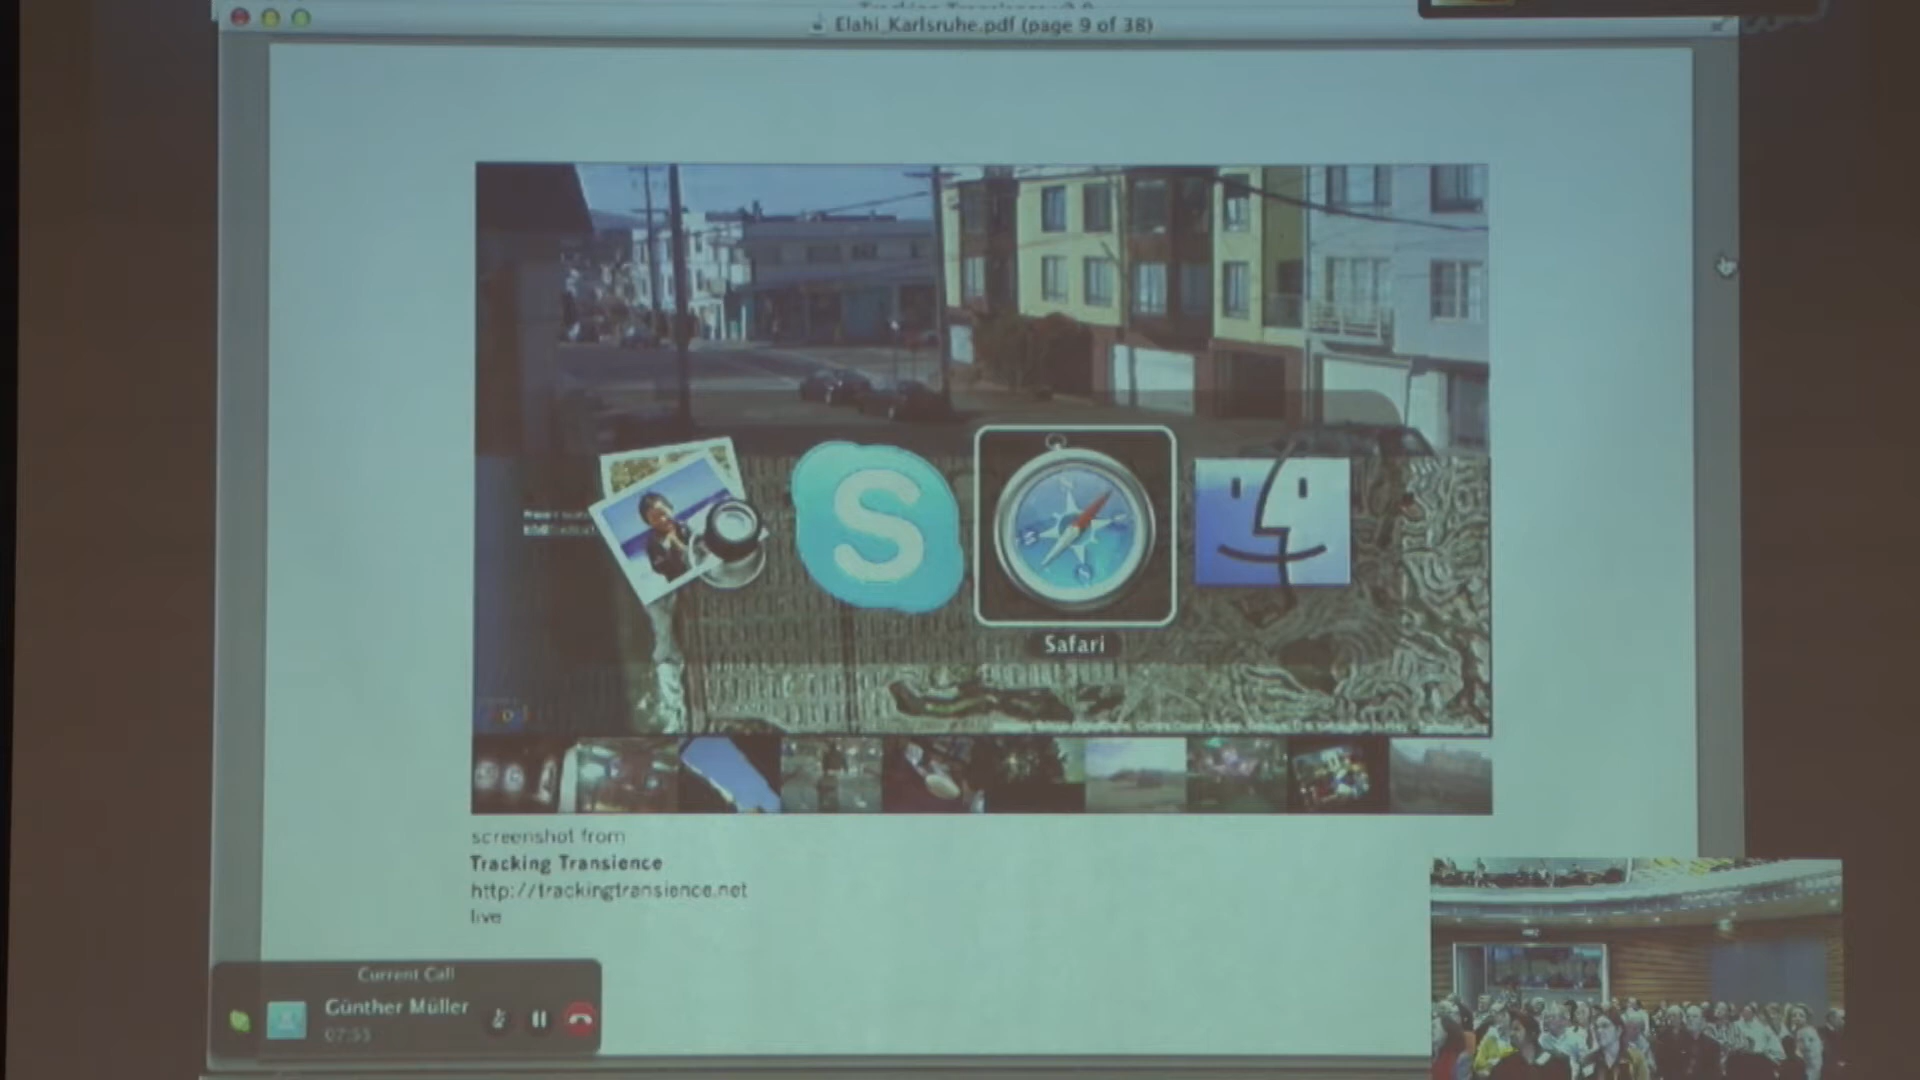 Elahi_Karlsruhe.pdf (page 9 of 38)
S
Safari
screenshot from
Tracking Transience
http://trackingtransience.net
live
Current Call
Günther Müller
07:55